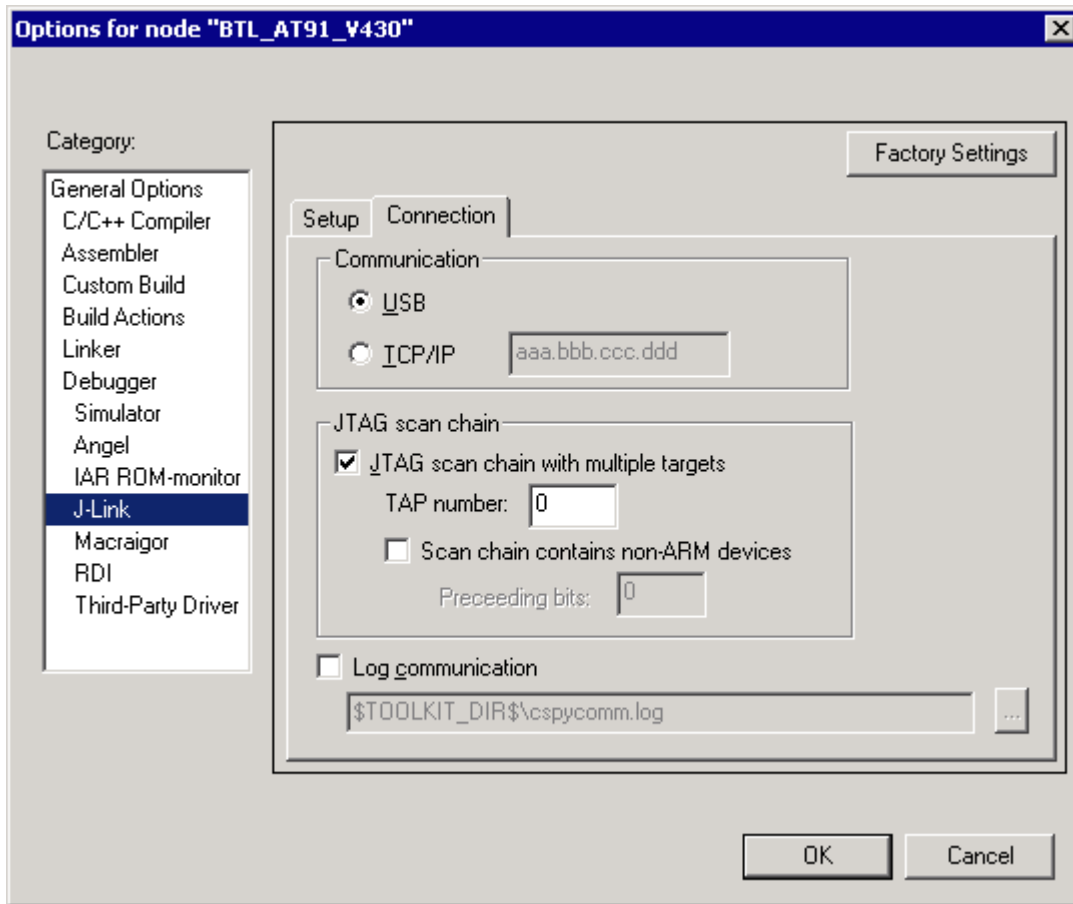 Options for node "BTL_AT91_V430"
Category:
Factory Settings
General Options
C/C++ Compiler
Assembler
Custom Build
Build Actions
Linker
Debugger
Simulator
Angel
IAR ROM-monitor
J-Link
Macraigor
RDI
Third-Party Driver
Setup
Connection
Communication
USB
TCP/IP aaa.bbb.ccc.ddd
JTAG scan chain
JTAG scan chain with multiple targets
TAP number: 0
Scan chain contains non-ARM devices
Preceeding bits: 0
Log communication
$TOOLKIT_DIR$\cspycomm.log ...
OK
Cancel